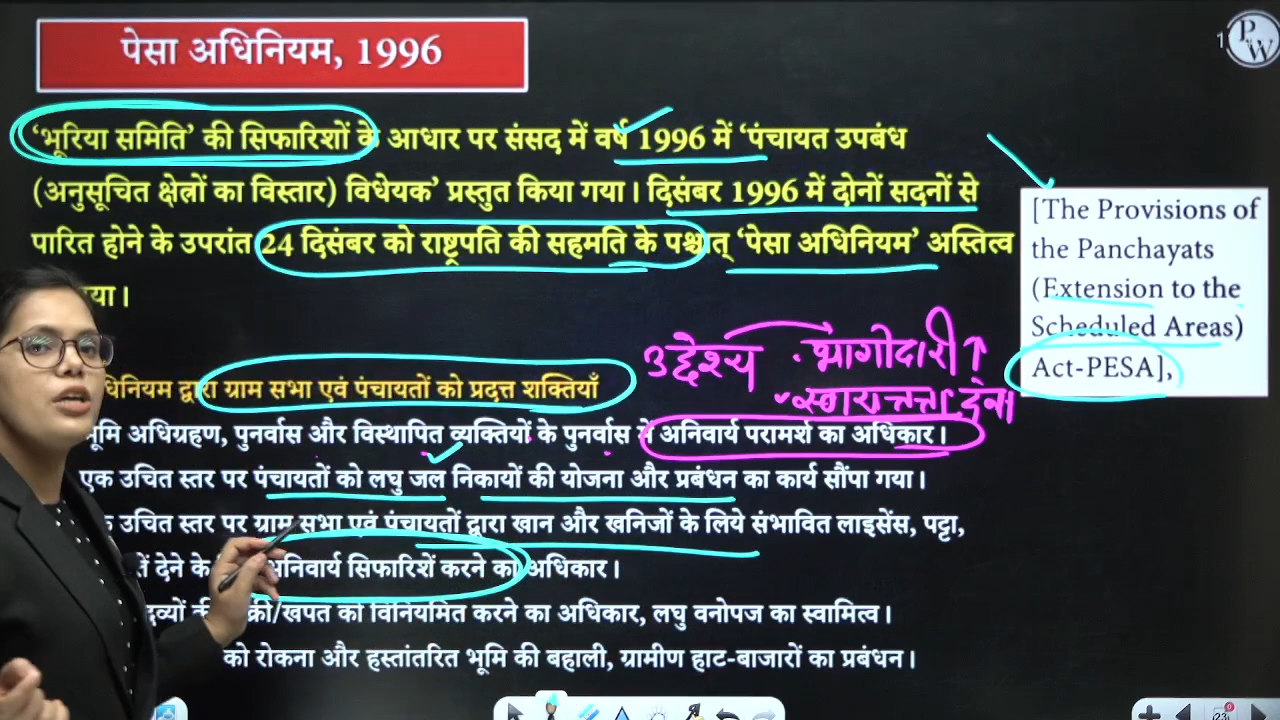 पेसा अधिनियम, 1996
PW
'भूरिया समिति' की सिफारिशों के आधार पर संसद में वर्ष 1996 में 'पंचायत उपबंध
(अनुसूचित क्षेत्रों का विस्तार) विधेयक' प्रस्तुत किया गया। दिसंबर 1996 में दोनों सदनों से
पारित होने के उपरांत 24 दिसंबर को राष्ट्रपति की सहमति के पश्चात् 'पेसा अधिनियम' अस्तित्व
[The Provisions of
the Panchayats
(Extension to the
Scheduled Areas)
Act-PESA],
उद्देश्य · भागीदारी ↑
द्वारा ग्राम सभा एवं पंचायतों को प्रदत्त शक्तियाँ
अधिग्रहण, पुनर्वास और विस्थापित व्यक्तियों के पुनर्वास में अनिवार्य परामर्श का अधिकार।
एक उचित स्तर पर पंचायतों को लघु जल निकायों की योजना और प्रबंधन का कार्य सौंपा गया।
उचित स्तर पर ग्राम सभा एवं पंचायतों द्वारा खान और खनिजों के लिये संभावित लाइसेंस, पट्टा,
देने के अनिवार्य सिफारिशें करने का अधिकार।
खपत को विनियमित करने का अधिकार, लघु वनोपज का स्वामित्व।
को रोकना और हस्तांतरित भूमि की बहाली, ग्रामीण हाट-बाजारों का प्रबंधन।
23